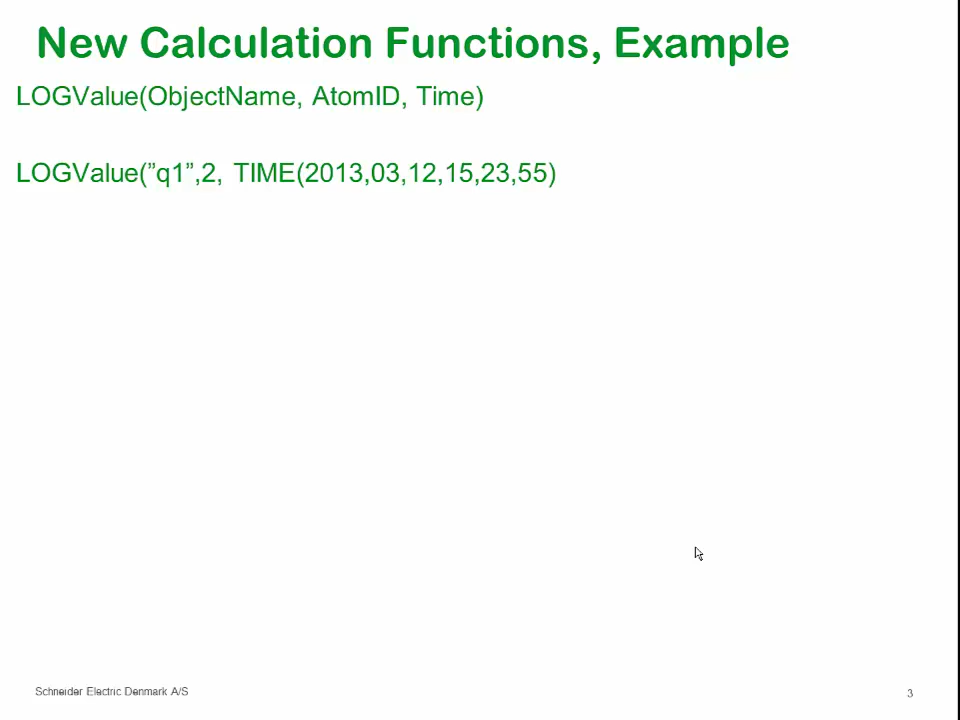 New Calculation Functions, Example
LOGValue(ObjectName, AtomID, Time)
LOGValue(”q1”,2, TIME(2013,03,12,15,23,55)
Schneider Electric Denmark A/S
3